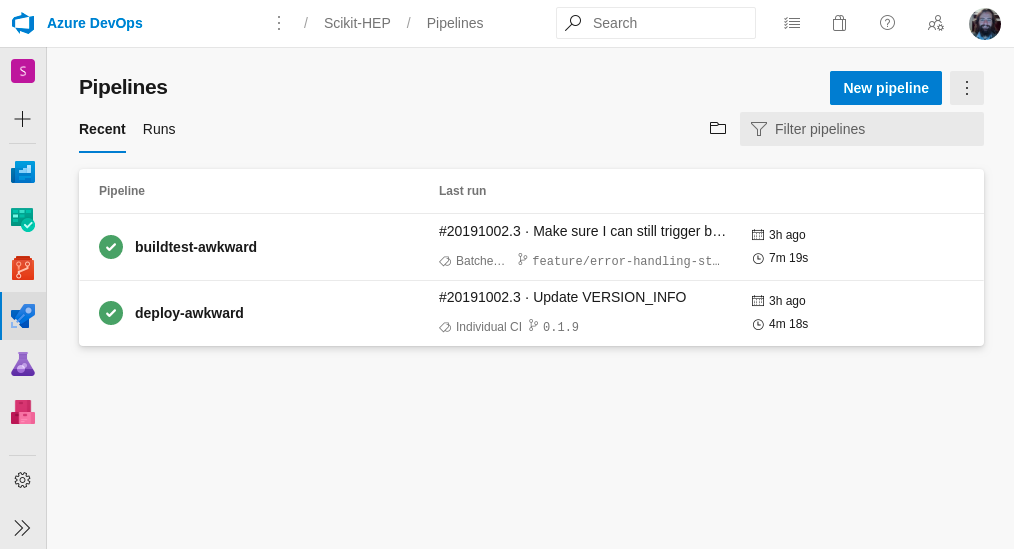 Azure DevOps / Scikit-HEP / Pipelines Search
S
Pipelines
New pipeline
Recent Runs Filter pipelines
Pipeline Last run
buildtest-awkward
#20191002.3 · Make sure I can still trigger b…
Batche… feature/error-handling-st…
3h ago
7m 19s
deploy-awkward
#20191002.3 · Update VERSION_INFO
Individual CI 0.1.9
3h ago
4m 18s